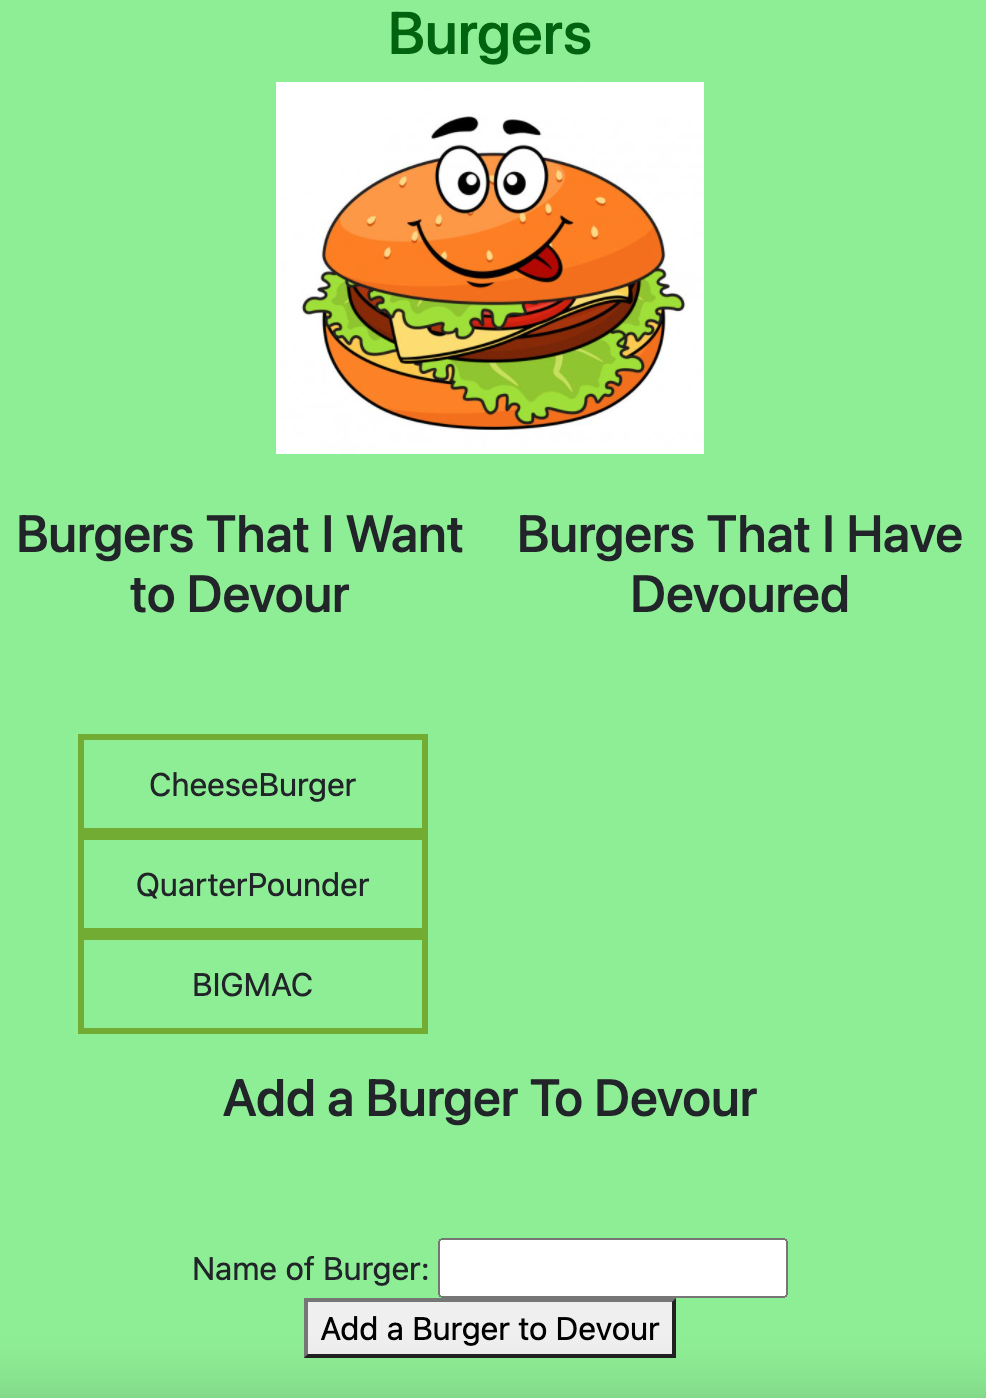 Burgers
Burgers That I Want
to Devour
Burgers That I Have
Devoured
CheeseBurger
QuarterPounder
BIGMAC
Add a Burger To Devour
Name of Burger:
Add a Burger to Devour